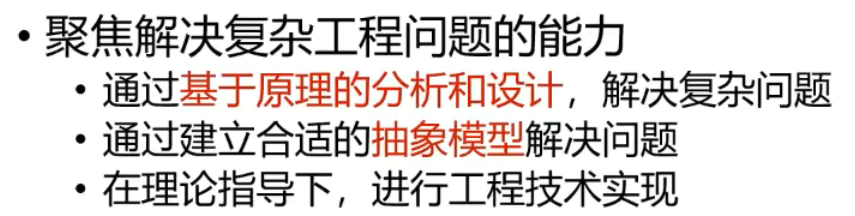 • 聚焦解决复杂工程问题的能力
• 通过基于原理的分析和设计，解决复杂问题
• 通过建立合适的抽象模型解决问题
• 在理论指导下，进行工程技术实现